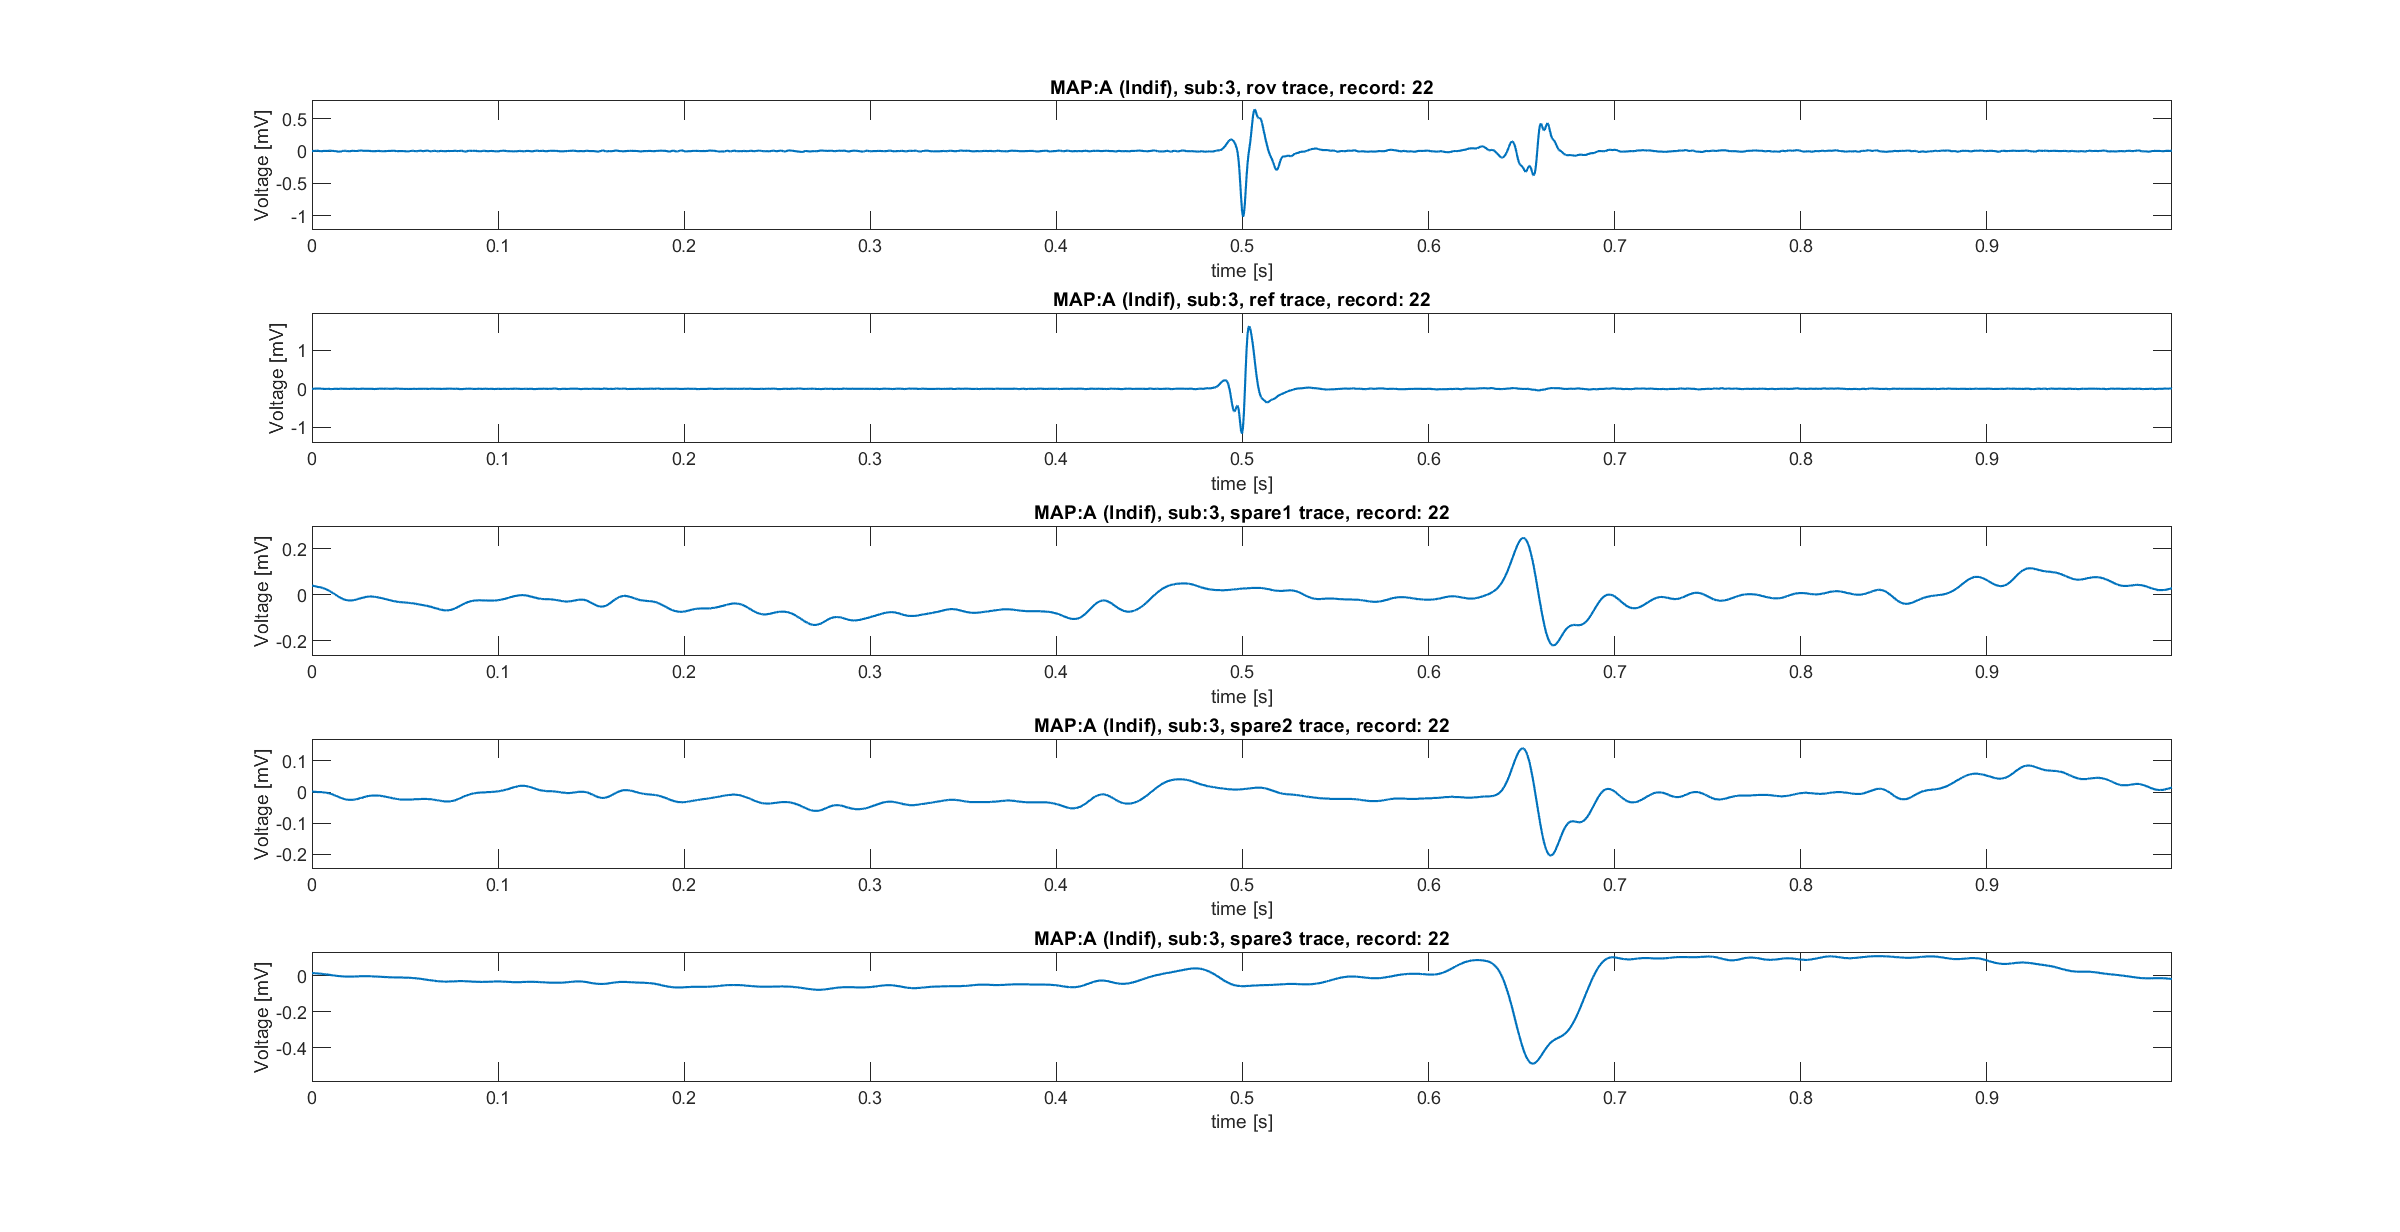 MAP:A (Indif), sub:3, rov trace, record: 22
Voltage [mV]
0.5
0
-0.5
-1
0 0.1 0.2 0.3 0.4 0.5 0.6 0.7 0.8 0.9
time [s]
MAP:A (Indif), sub:3, ref trace, record: 22
Voltage [mV]
1
0
-1
0 0.1 0.2 0.3 0.4 0.5 0.6 0.7 0.8 0.9
time [s]
MAP:A (Indif), sub:3, spare1 trace, record: 22
Voltage [mV]
0.2
0
-0.2
0 0.1 0.2 0.3 0.4 0.5 0.6 0.7 0.8 0.9
time [s]
MAP:A (Indif), sub:3, spare2 trace, record: 22
Voltage [mV]
0.1
0
-0.1
-0.2
0 0.1 0.2 0.3 0.4 0.5 0.6 0.7 0.8 0.9
time [s]
MAP:A (Indif), sub:3, spare3 trace, record: 22
Voltage [mV]
0
-0.2
-0.4
0 0.1 0.2 0.3 0.4 0.5 0.6 0.7 0.8 0.9
time [s]